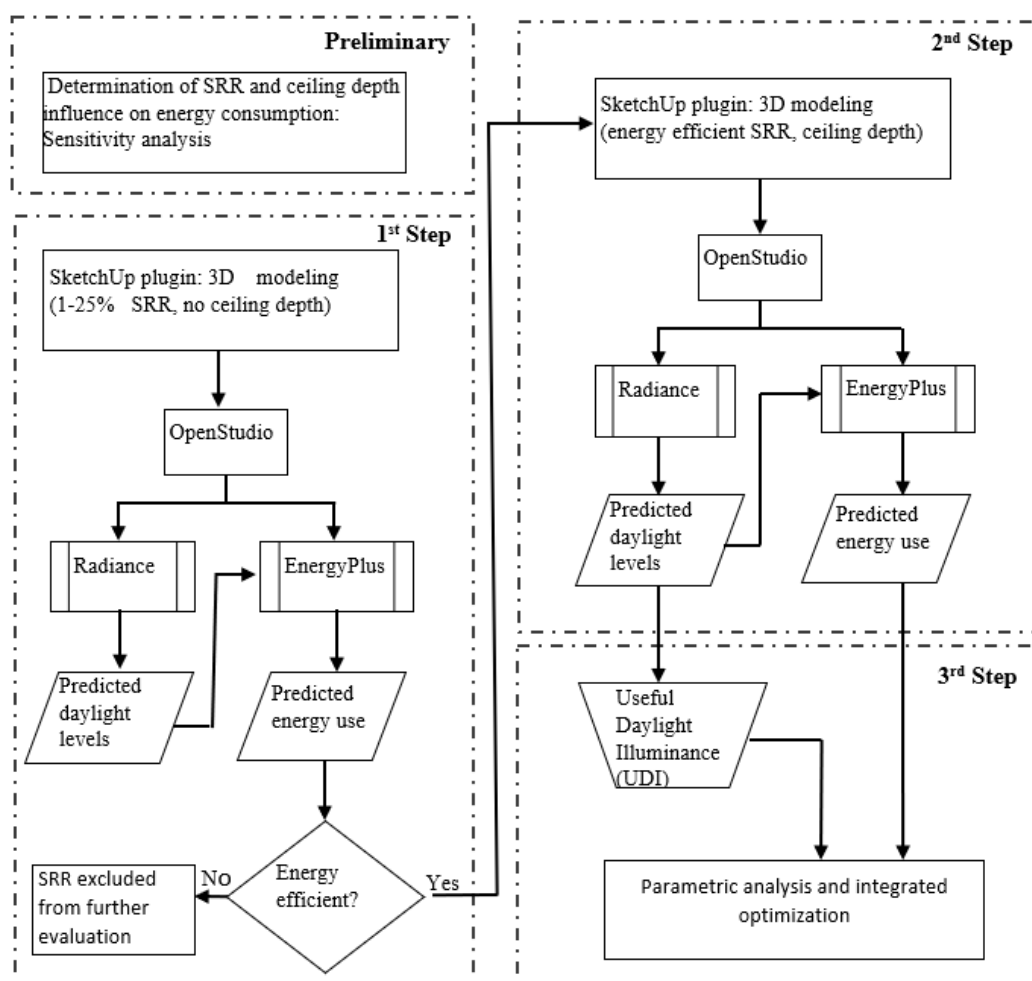 Preliminary
Determination of SRR and ceiling depth
influence on energy consumption:
Sensitivity analysis
1st Step
SketchUp plugin: 3D modeling
(1-25% SRR, no ceiling depth)
OpenStudio
Radiance
EnergyPlus
Predicted
daylight
levels
Predicted
energy use
Energy
efficient?
No
Yes
SRR excluded
from further
evaluation
2nd Step
SketchUp plugin: 3D modeling
(energy efficient SRR, ceiling depth)
OpenStudio
Radiance
EnergyPlus
Predicted
daylight
levels
Predicted
energy use
3rd Step
Useful
Daylight
Illuminance
(UDI)
Parametric analysis and integrated
optimization